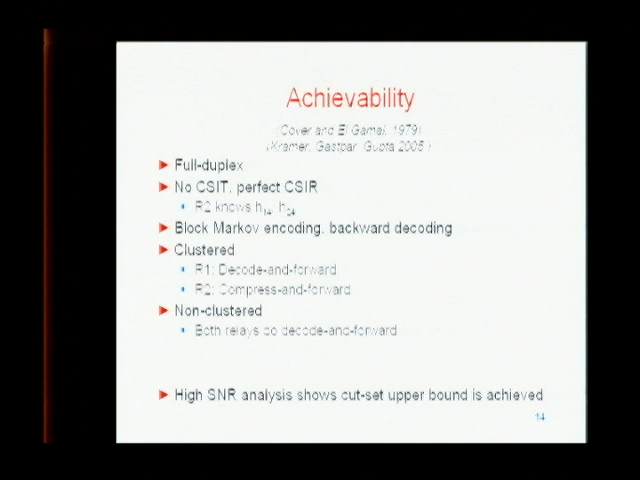 Achievability
(Cover and El Gamal, 1979)
(Kramer, Gastpar, Gupta 2005)
Full-duplex
No CSIT, perfect CSIR
R2 knows h14, h24
Block Markov encoding, backward decoding
Clustered
R1: Decode-and-forward
R2: Compress-and-forward
Non-clustered
Both relays do decode-and-forward
High SNR analysis shows cut-set upper bound is achieved
14